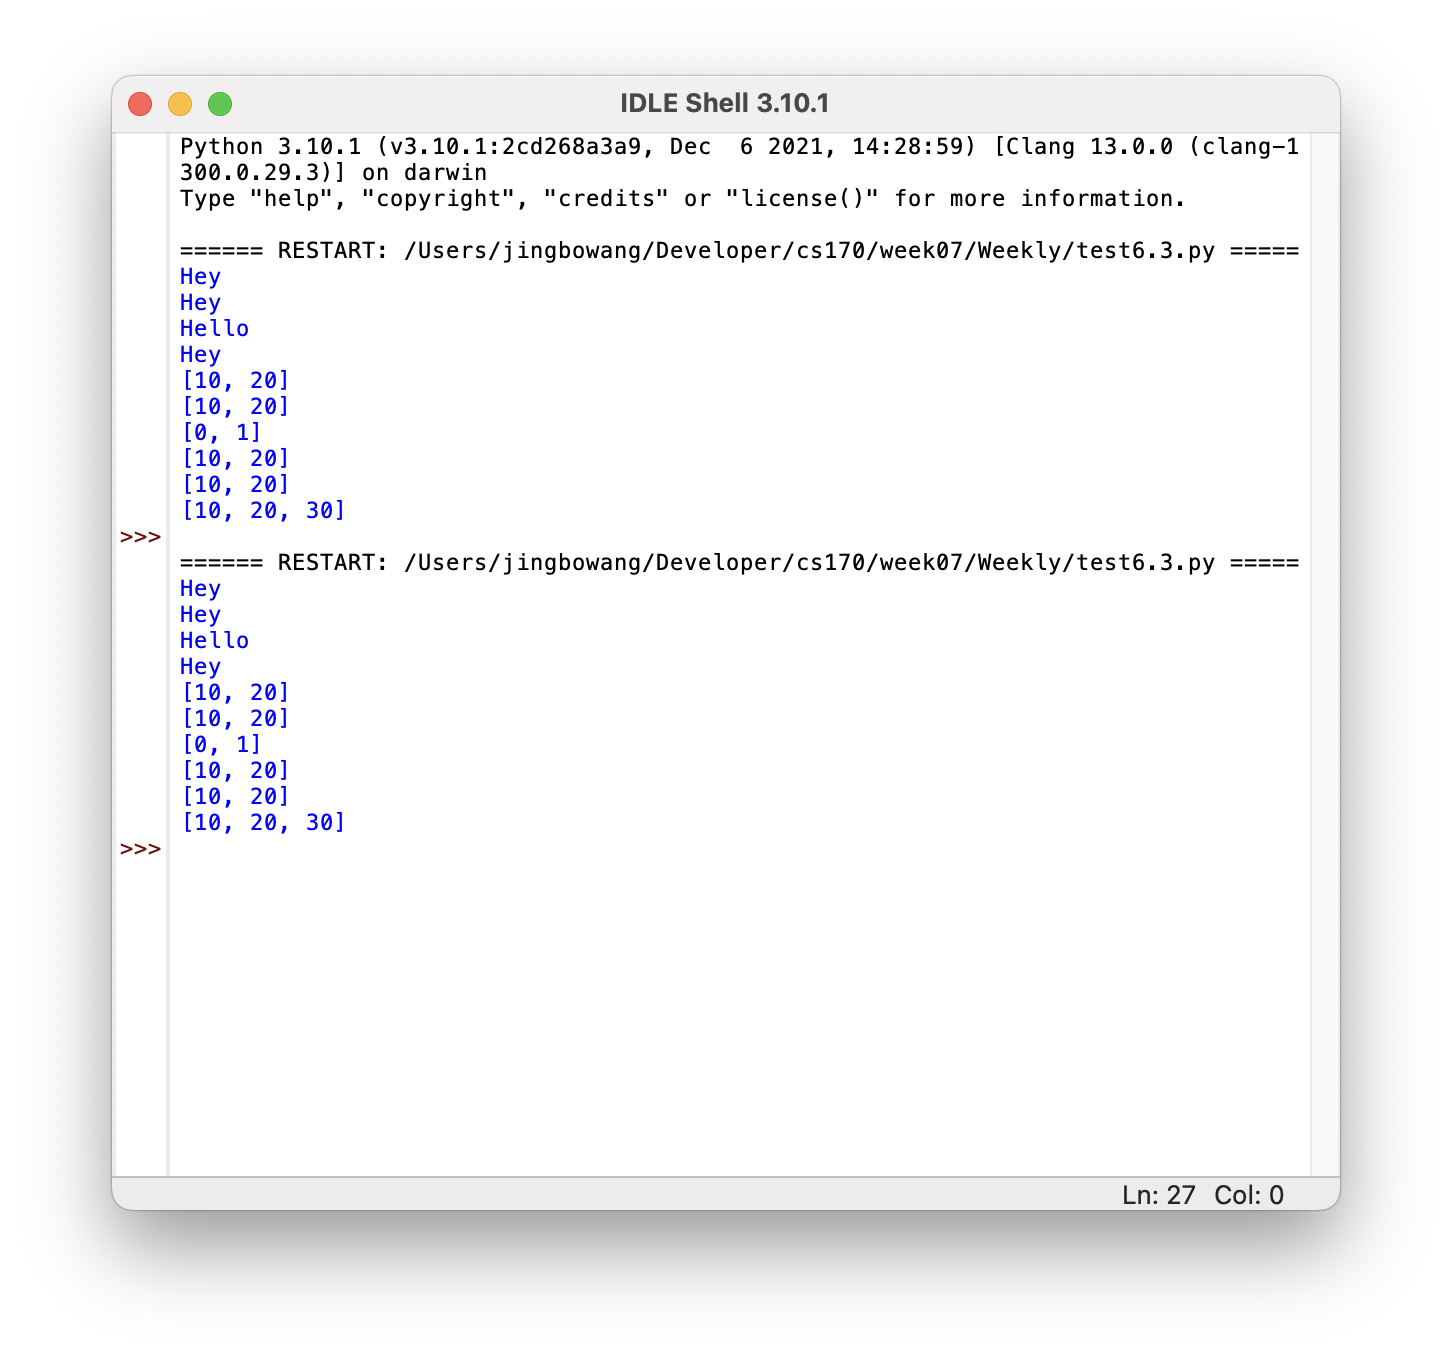 IDLE Shell 3.10.1
Python 3.10.1 (v3.10.1:2cd268a3a9, Dec  6 2021, 14:28:59) [Clang 13.0.0 (clang-1
300.0.29.3)] on darwin
Type "help", "copyright", "credits" or "license()" for more information.
====== RESTART: /Users/jingbowang/Developer/cs170/week07/Weekly/test6.3.py =====
Hey
Hey
Hello
Hey
[10, 20]
[10, 20]
[0, 1]
[10, 20]
[10, 20]
[10, 20, 30]
>>>
====== RESTART: /Users/jingbowang/Developer/cs170/week07/Weekly/test6.3.py =====
Hey
Hey
Hello
Hey
[10, 20]
[10, 20]
[0, 1]
[10, 20]
[10, 20]
[10, 20, 30]
>>>
Ln: 27  Col: 0